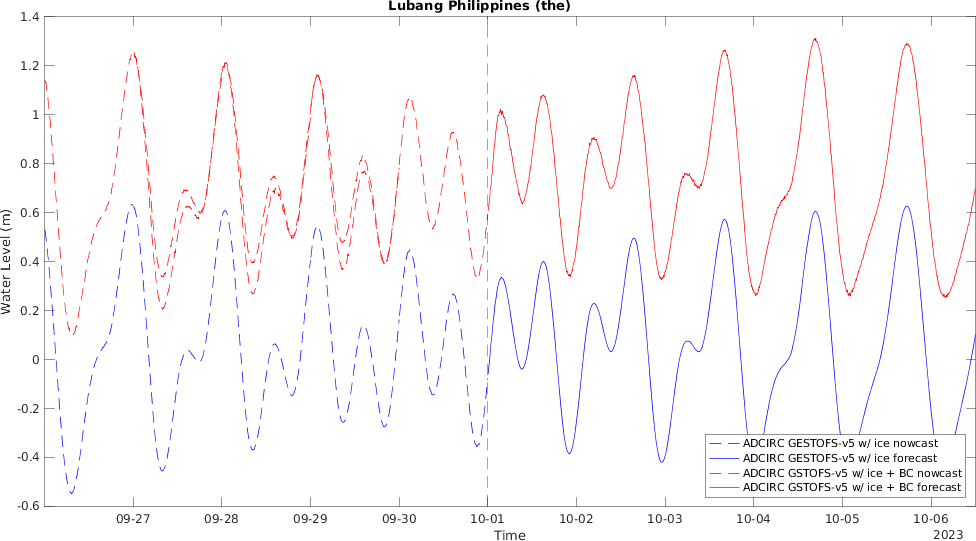 Lubang Philippines (the)
1.4
1.2
1
0.8
0.6
0.4
0.2
0
-0.2
-0.4
-0.6
Water Level (m)
09-27 09-28 09-29 09-30 10-01 10-02 10-03 10-04 10-05 10-06
Time
2023
ADCIRC GESTOFS-v5 w/ ice nowcast
ADCIRC GESTOFS-v5 w/ ice forecast
ADCIRC GSTOFS-v5 w/ ice + BC nowcast
ADCIRC GSTOFS-v5 w/ ice + BC forecast